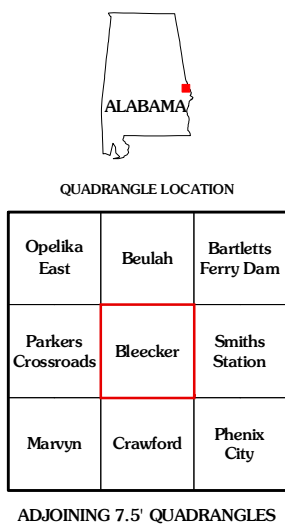 ALABAMA
QUADRANGLE LOCATION
Opelika
East
Beulah
Bartletts
Ferry Dam
Parkers
Crossroads
Bleecker
Smiths
Station
Marvyn
Crawford
Phenix
City
ADJOINING 7.5' QUADRANGLES